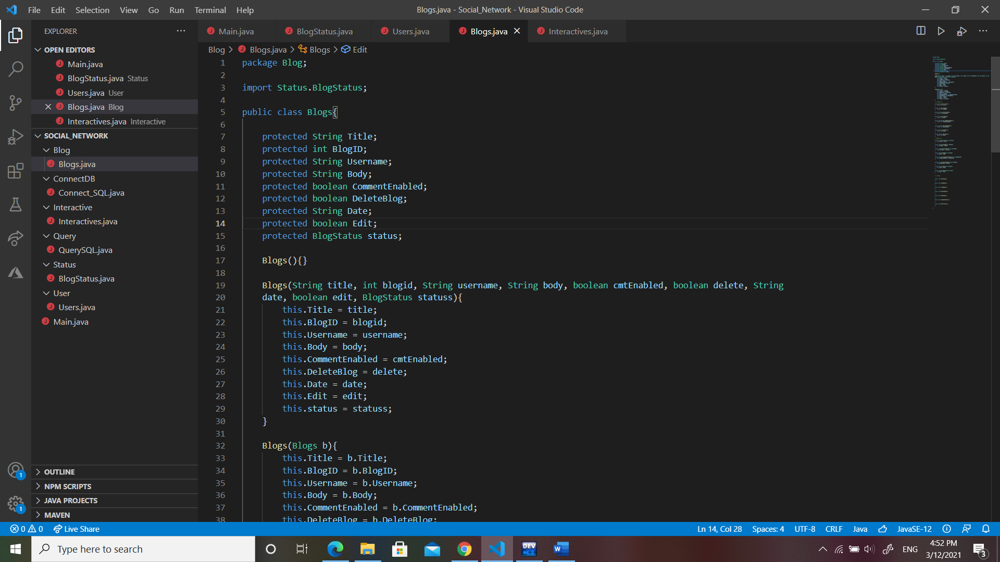 File Edit Selection View Go Run Terminal Help
Blogs.java - Social_Network - Visual Studio Code
EXPLORER
OPEN EDITORS
Main.java
BlogStatus.java Status
Users.java User
Blogs.java Blog
Interactives.java Interactive
SOCIAL_NETWORK
Blog
Blogs.java
ConnectDB
Connect_SQL.java
Interactive
Interactives.java
Query
QuerySQL.java
Status
BlogStatus.java
User
Users.java
Main.java
OUTLINE
NPM SCRIPTS
JAVA PROJECTS
MAVEN
1
1
Main.java BlogStatus.java Users.java Blogs.java Interactives.java
Blog > Blogs.java > Blogs > Edit
1 package Blog;
2
3 import Status.BlogStatus;
4
5 public class Blogs{
6
7 protected String Title;
8 protected int BlogID;
9 protected String Username;
10 protected String Body;
11 protected boolean CommentEnabled;
12 protected boolean DeleteBlog;
13 protected String Date;
14 protected boolean Edit;
15 protected BlogStatus status;
16
17 Blogs(){}
18
19 Blogs(String title, int blogid, String username, String body, boolean cmtEnabled, boolean delete, String
20 date, boolean edit, BlogStatus statuss){
21 this.Title = title;
22 this.BlogID = blogid;
23 this.Username = username;
24 this.Body = body;
25 this.CommentEnabled = cmtEnabled;
26 this.DeleteBlog = delete;
27 this.Date = date;
28 this.Edit = edit;
29 this.status = statuss;
30 }
31
32 Blogs(Blogs b){
33 this.Title = b.Title;
34 this.BlogID = b.BlogID;
35 this.Username = b.Username;
36 this.Body = b.Body;
37 this.CommentEnabled = b.CommentEnabled;
38 this.DeleteBlog = b.DeleteBlog;
0 0 Live Share
Ln 14, Col 28 Spaces: 4 UTF-8 CRLF Java JavaSE-12
Type here to search
DEV C++
W
ENG
4:52 PM
3/12/2021
3